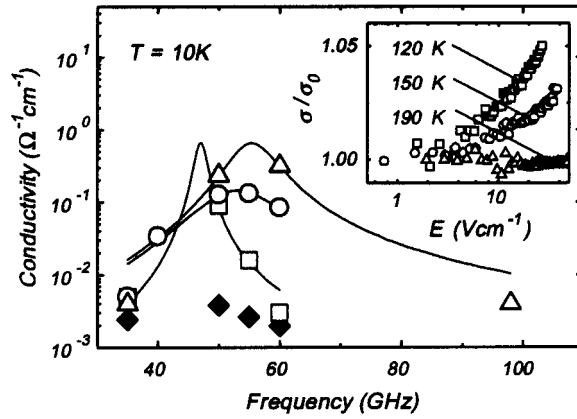 T = 10K
Conductivity (Ω⁻¹cm⁻¹)
10¹
10⁰
10⁻¹
10⁻²
10⁻³
40
60
80
100
Frequency (GHz)
σ/σ₀
1.05
1.00
120 K
150 K
190 K
1
10
E (Vcm⁻¹)